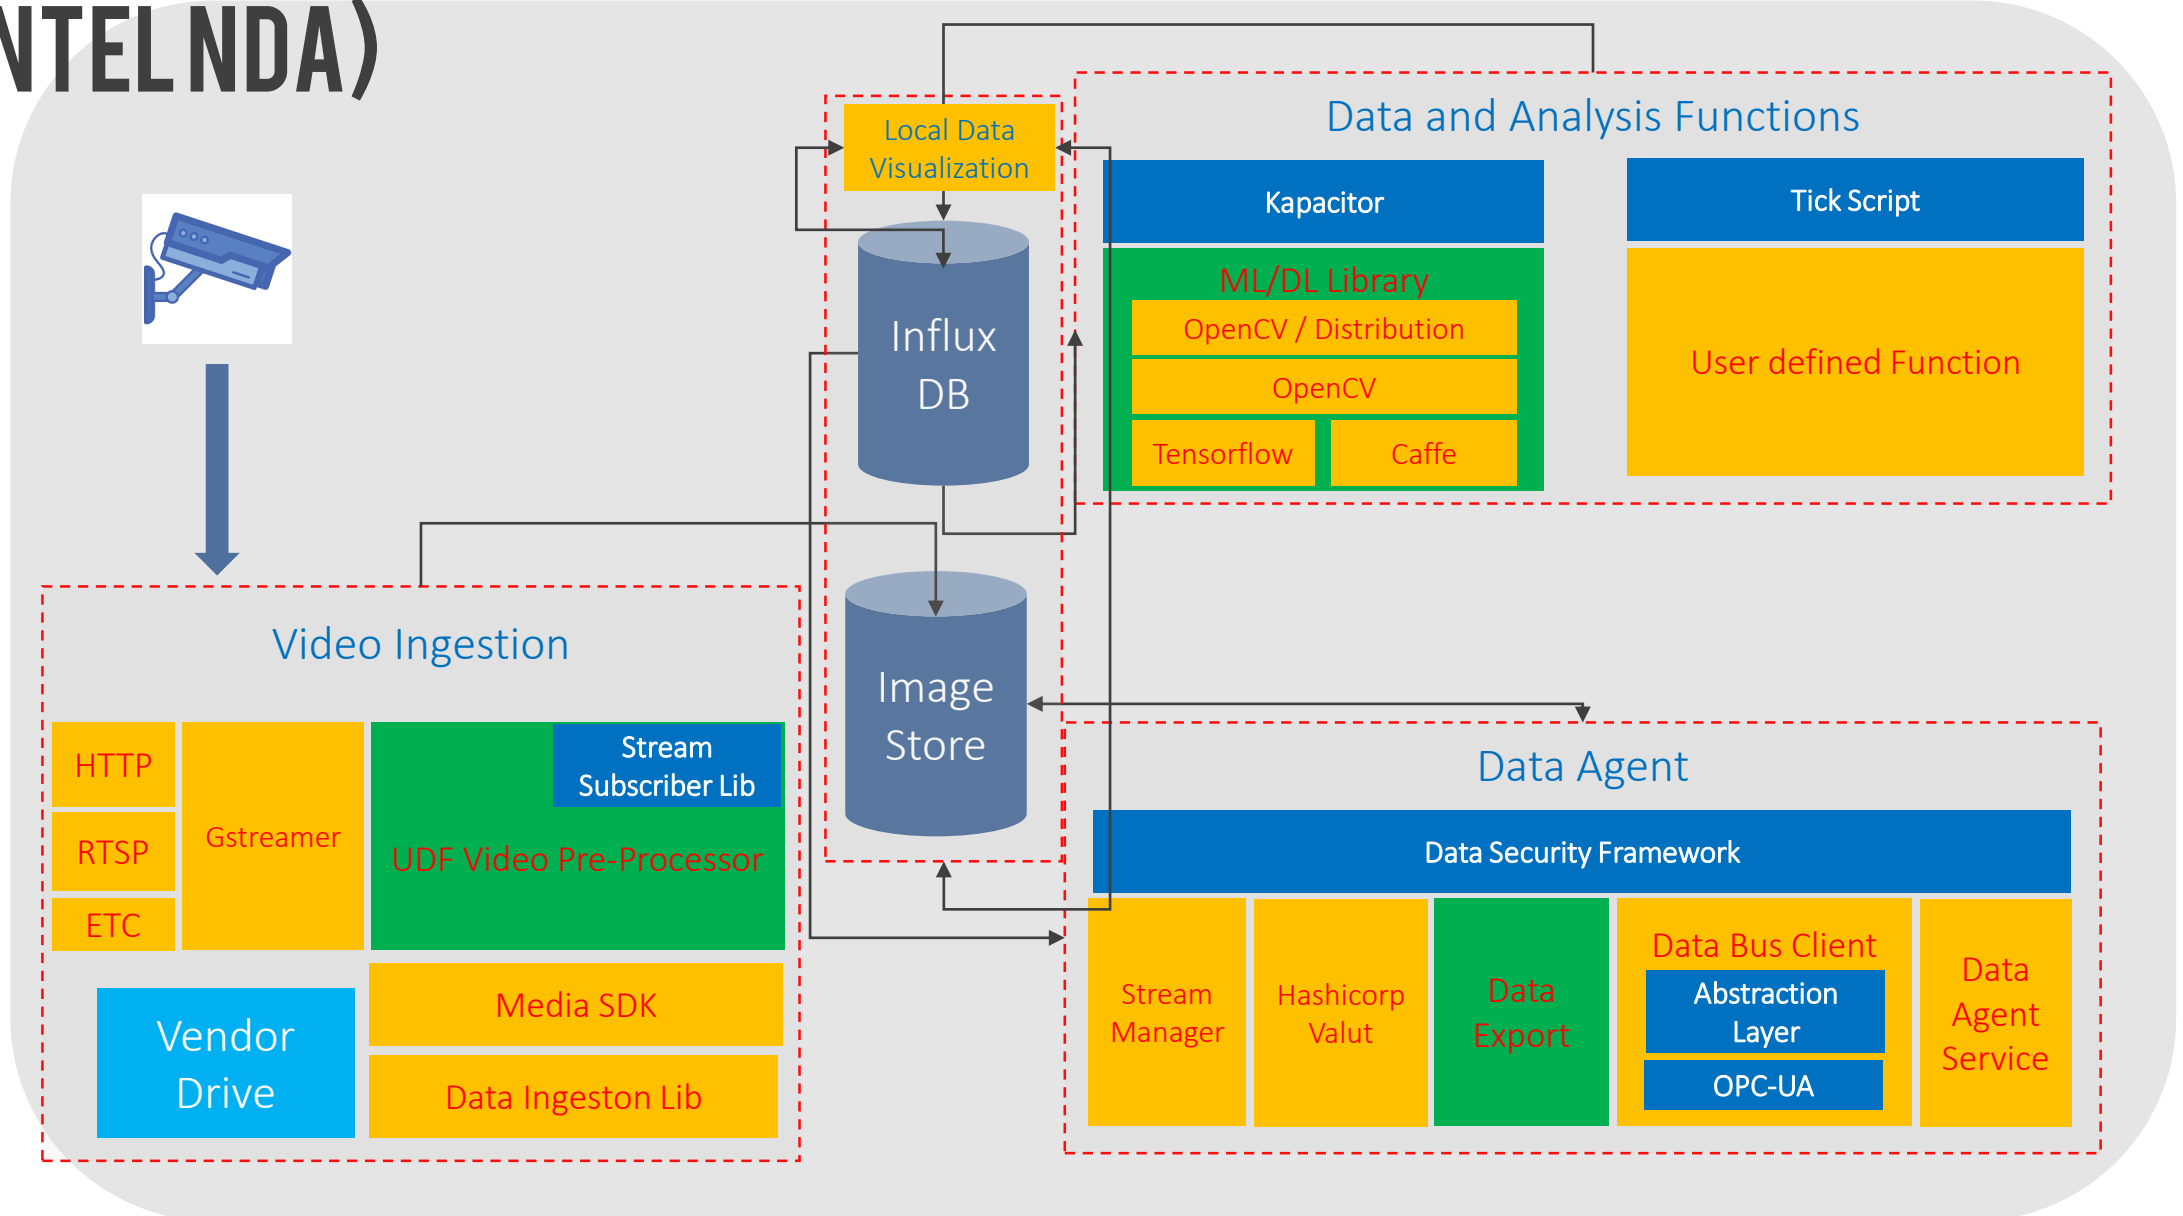 NTEL NDA)
Local Data
Visualization
Influx
DB
Image
Store
Data and Analysis Functions
Kapacitor
ML/DL Library
OpenCV / Distribution
OpenCV
Tensorflow
Caffe
Tick Script
User defined Function
Video Ingestion
HTTP
RTSP
ETC
Gstreamer
Stream
Subscriber Lib
UDF Video Pre-Processor
Vendor
Drive
Media SDK
Data Ingeston Lib
Data Agent
Data Security Framework
Stream
Manager
Hashicorp
Valut
Data
Export
Data Bus Client
Abstraction
Layer
OPC-UA
Data
Agent
Service